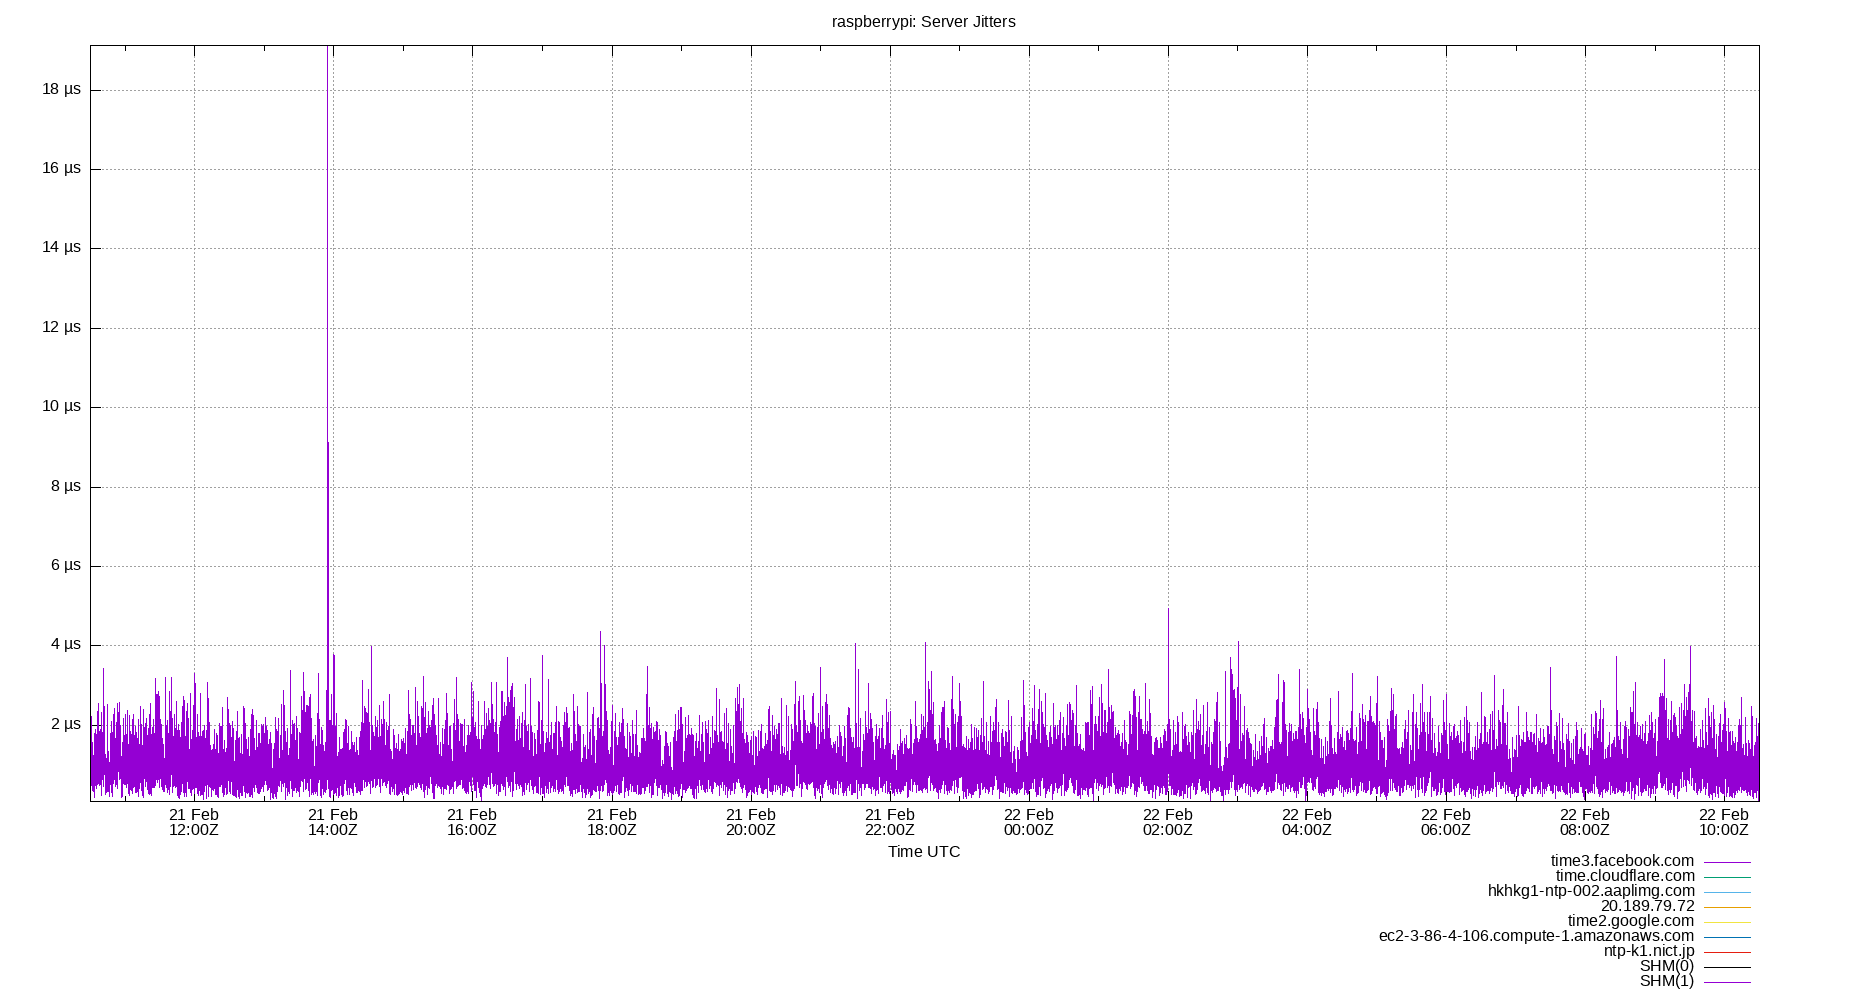 raspberrypi: Server Jitters
18 µs
16 µs
14 µs
12 µs
10 µs
8 µs
6 µs
4 µs
2 µs
21 Feb 21 Feb 21 Feb 21 Feb 21 Feb 21 Feb 22 Feb 22 Feb 22 Feb 22 Feb 22 Feb 22 Feb
12:00Z 14:00Z 16:00Z 18:00Z 20:00Z 22:00Z 00:00Z 02:00Z 04:00Z 06:00Z 08:00Z 10:00Z
Time UTC
time3.facebook.com
time.cloudflare.com
hkhkg1-ntp-002.aaplimg.com
20.189.79.72
time2.google.com
ec2-3-86-4-106.compute-1.amazonaws.com
ntp-k1.nict.jp
SHM(0)
SHM(1)